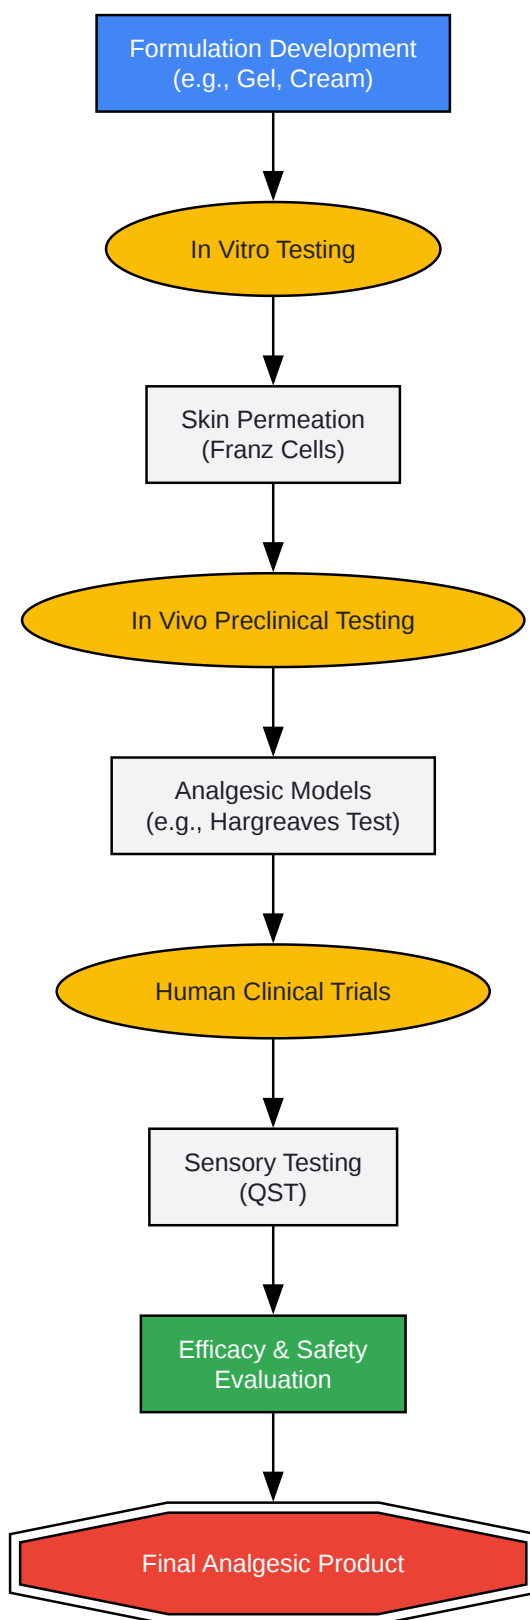 Formulation Development
(e.g., Gel, Cream)
In Vitro Testing
Skin Permeation
(Franz Cells)
In Vivo Preclinical Testing
Analgesic Models
(e.g., Hargreaves Test)
Human Clinical Trials
Sensory Testing
(QST)
Efficacy & Safety
Evaluation
Final Analgesic Product